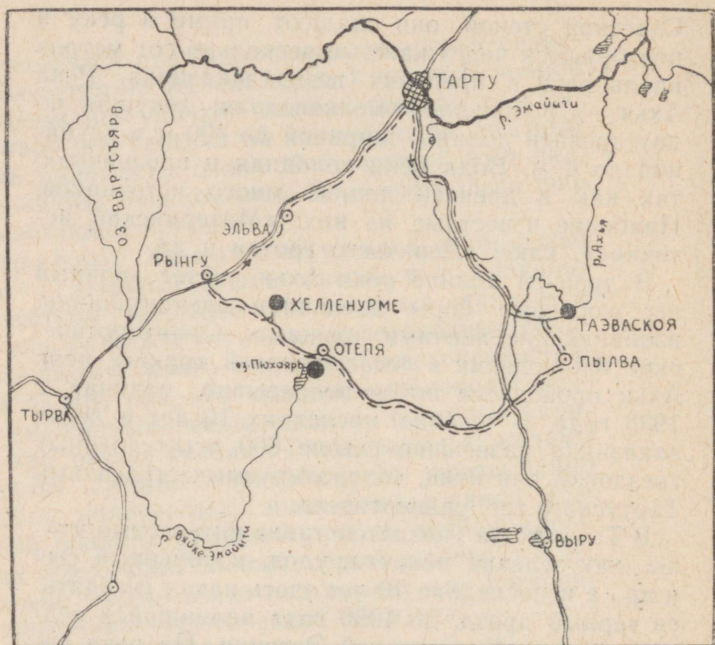 ТАРТУ
р. Эмайыги
ОЗ. ВЫРТСЪЯРВ
ЭЛЬВА
РЫНГУ
р. Ахья
ХЕЛЛЕНУРМЕ
ТАЭВАСКОЯ
ОТЕПЯ
оз. Пюхаярв
ПЫЛВА
ТЫРВА
р. Вяйке-Эмайыги
ВЫРУ